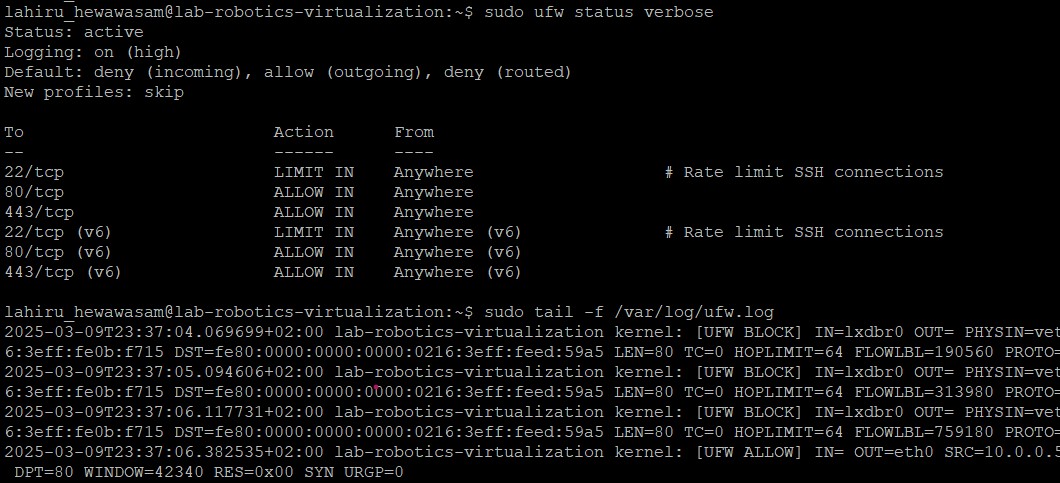 lahiru_hewawasam@lab-robotics-virtualization:~$ sudo ufw status verbose
Status: active
Logging: on (high)
Default: deny (incoming), allow (outgoing), deny (routed)
New profiles: skip
To                         Action      From
--                         ------      ----
22/tcp                     LIMIT IN    Anywhere                   # Rate limit SSH connections
80/tcp                     ALLOW IN    Anywhere
443/tcp                    ALLOW IN    Anywhere
22/tcp (v6)                LIMIT IN    Anywhere (v6)              # Rate limit SSH connections
80/tcp (v6)                ALLOW IN    Anywhere (v6)
443/tcp (v6)               ALLOW IN    Anywhere (v6)
lahiru_hewawasam@lab-robotics-virtualization:~$ sudo tail -f /var/log/ufw.log
2025-03-09T23:37:04.069699+02:00 lab-robotics-virtualization kernel: [UFW BLOCK] IN=lxdbr0 OUT= PHYSIN=vet
6:3eff:fe0b:f715 DST=fe80:0000:0000:0000:0216:3eff:feed:59a5 LEN=80 TC=0 HOPLIMIT=64 FLOWLBL=190560 PROTO=
2025-03-09T23:37:05.094606+02:00 lab-robotics-virtualization kernel: [UFW BLOCK] IN=lxdbr0 OUT= PHYSIN=vet
6:3eff:fe0b:f715 DST=fe80:0000:0000:0000:0216:3eff:feed:59a5 LEN=80 TC=0 HOPLIMIT=64 FLOWLBL=313980 PROTO=
2025-03-09T23:37:06.117731+02:00 lab-robotics-virtualization kernel: [UFW BLOCK] IN=lxdbr0 OUT= PHYSIN=vet
6:3eff:fe0b:f715 DST=fe80:0000:0000:0000:0216:3eff:feed:59a5 LEN=80 TC=0 HOPLIMIT=64 FLOWLBL=759180 PROTO=
2025-03-09T23:37:06.382535+02:00 lab-robotics-virtualization kernel: [UFW ALLOW] IN= OUT=eth0 SRC=10.0.0.5
DPT=80 WINDOW=42340 RES=0x00 SYN URGP=0